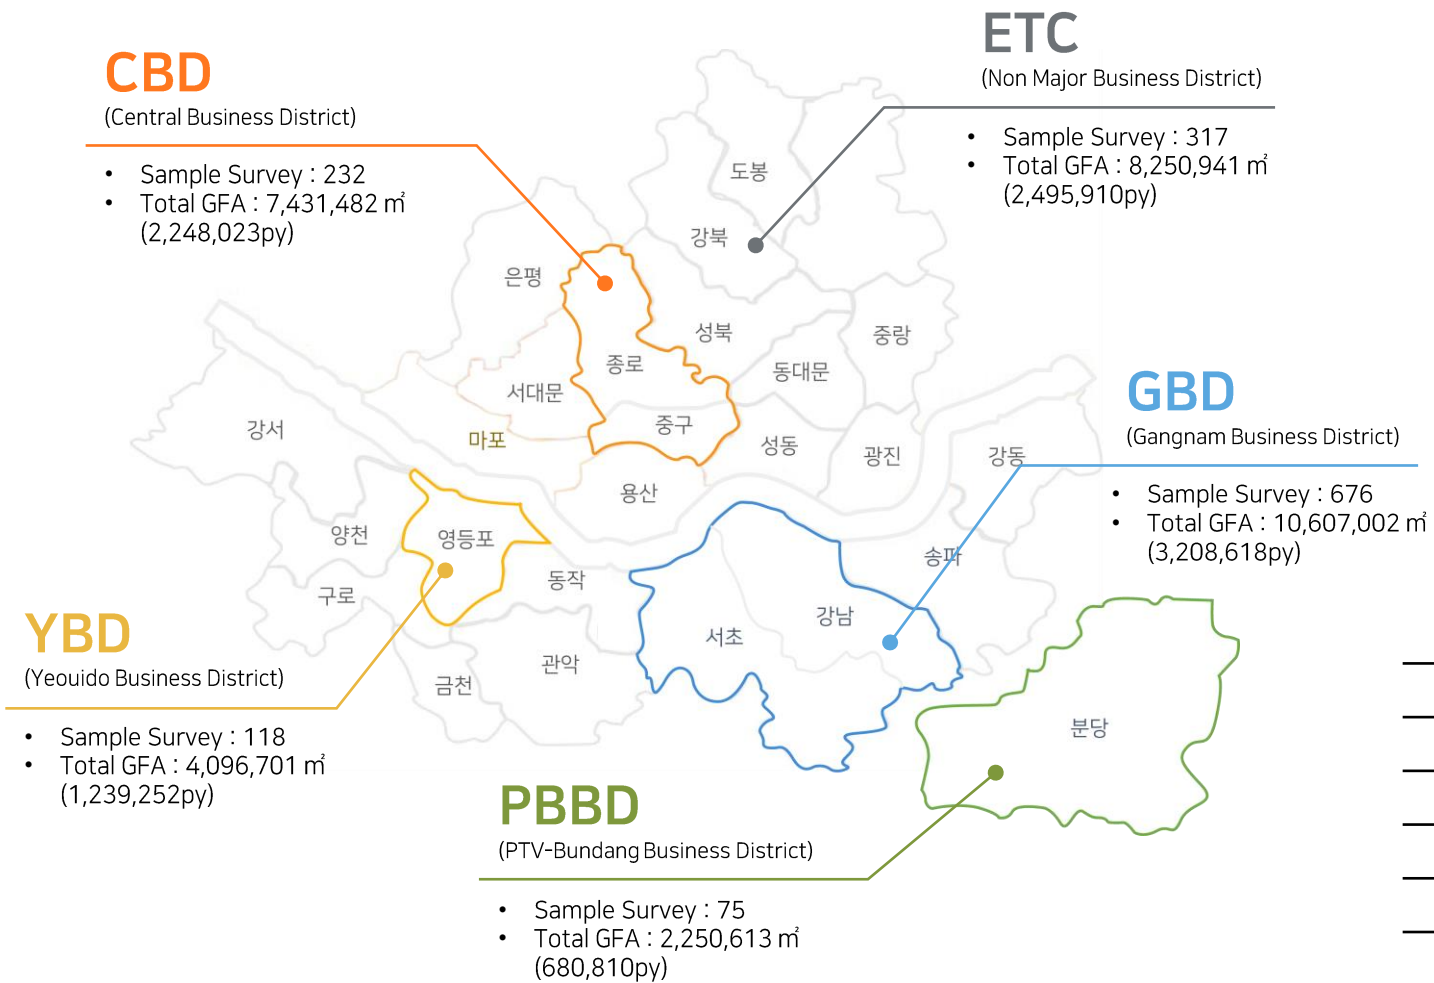 ETC
(Non Major Business District)
• Sample Survey : 317
• Total GFA : 8,250,941 ㎡
(2,495,910py)
CBD
(Central Business District)
• Sample Survey : 232
• Total GFA : 7,431,482 ㎡
(2,248,023py)
도봉
강북
은평
성북
중랑
종로
동대문
서대문
강서
마포
중구
성동
광진
강동
용산
양천
영등포
동작
송파
구로
서초
강남
관악
금천
분당
GBD
(Gangnam Business District)
• Sample Survey : 676
• Total GFA : 10,607,002 ㎡
(3,208,618py)
YBD
(Yeouido Business District)
• Sample Survey : 118
• Total GFA : 4,096,701 ㎡
(1,239,252py)
PBBD
(PTV-Bundang Business District)
• Sample Survey : 75
• Total GFA : 2,250,613 ㎡
(680,810py)